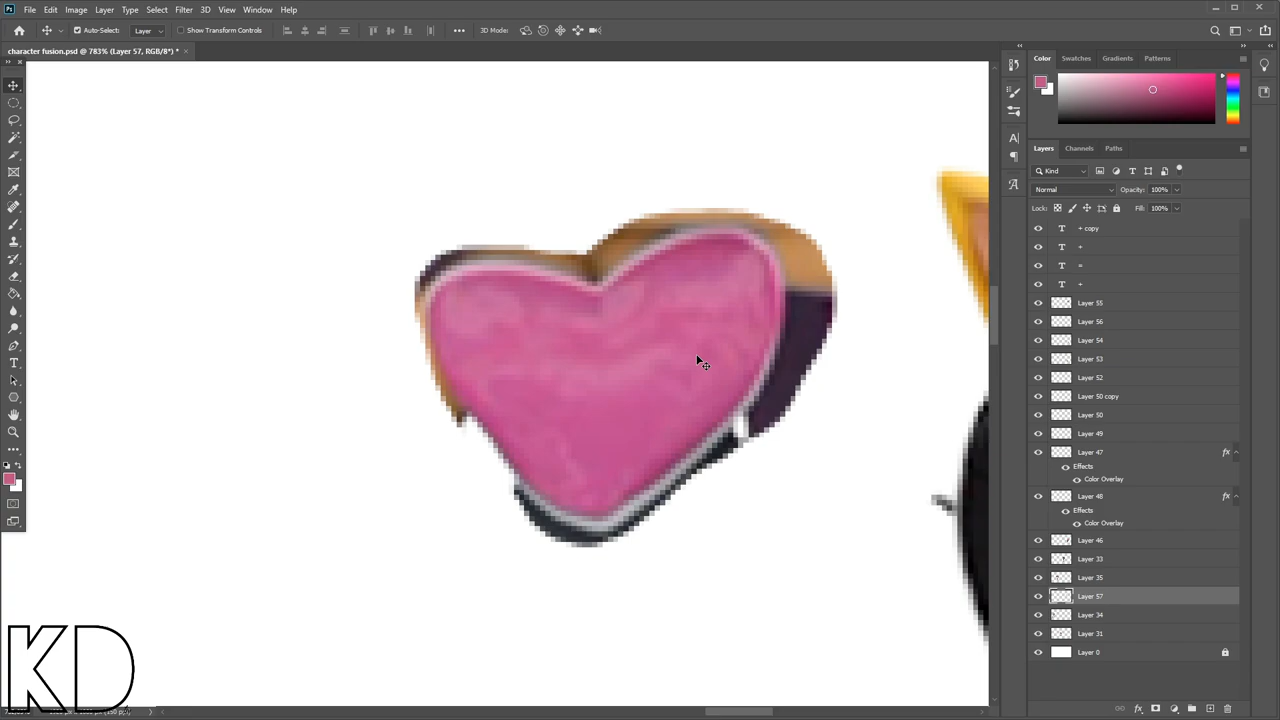 Ps File Edit Image Layer Type Select Filter 3D View Window Help
Auto-Select: Layer Show Transform Controls 3D Mode:
character fusion.psd @ 783% (Layer 57, RGB/8*) *
Color Swatches Gradients Patterns
Layers Channels Paths
Kind
Normal Opacity: 100%
Lock: Fill: 100%
T + copy
T +
T =
T +
Layer 55
Layer 56
Layer 54
Layer 53
Layer 52
Layer 50 copy
Layer 50
Layer 49
Layer 47 fx
Effects
Color Overlay
Layer 48 fx
Effects
Color Overlay
Layer 46
Layer 33
Layer 35
Layer 57
Layer 34
Layer 31
Layer 0
KD